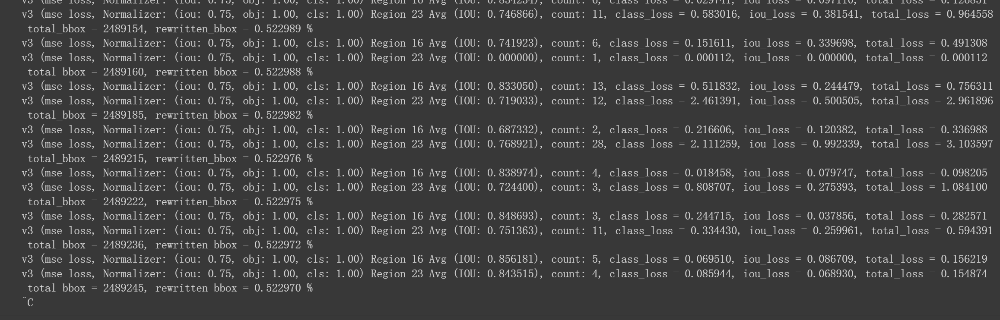 v3 (mse loss, Normalizer: (iou: 0.75, obj: 1.00, cls: 1.00) Region 16 Avg (IOU: 0.834254), count: 6, class_loss = 0.029741, iou_loss = 0.097110, total_loss = 0.126851
v3 (mse loss, Normalizer: (iou: 0.75, obj: 1.00, cls: 1.00) Region 23 Avg (IOU: 0.746866), count: 11, class_loss = 0.583016, iou_loss = 0.381541, total_loss = 0.964558
total_bbox = 2489154, rewritten_bbox = 0.522989 %
v3 (mse loss, Normalizer: (iou: 0.75, obj: 1.00, cls: 1.00) Region 16 Avg (IOU: 0.741923), count: 6, class_loss = 0.151611, iou_loss = 0.339698, total_loss = 0.491308
v3 (mse loss, Normalizer: (iou: 0.75, obj: 1.00, cls: 1.00) Region 23 Avg (IOU: 0.000000), count: 1, class_loss = 0.000112, iou_loss = 0.000000, total_loss = 0.000112
total_bbox = 2489160, rewritten_bbox = 0.522988 %
v3 (mse loss, Normalizer: (iou: 0.75, obj: 1.00, cls: 1.00) Region 16 Avg (IOU: 0.833050), count: 13, class_loss = 0.511832, iou_loss = 0.244479, total_loss = 0.756311
v3 (mse loss, Normalizer: (iou: 0.75, obj: 1.00, cls: 1.00) Region 23 Avg (IOU: 0.719033), count: 12, class_loss = 2.461391, iou_loss = 0.500505, total_loss = 2.961896
total_bbox = 2489185, rewritten_bbox = 0.522982 %
v3 (mse loss, Normalizer: (iou: 0.75, obj: 1.00, cls: 1.00) Region 16 Avg (IOU: 0.687332), count: 2, class_loss = 0.216606, iou_loss = 0.120382, total_loss = 0.336988
v3 (mse loss, Normalizer: (iou: 0.75, obj: 1.00, cls: 1.00) Region 23 Avg (IOU: 0.768921), count: 28, class_loss = 2.111259, iou_loss = 0.992339, total_loss = 3.103597
total_bbox = 2489215, rewritten_bbox = 0.522976 %
v3 (mse loss, Normalizer: (iou: 0.75, obj: 1.00, cls: 1.00) Region 16 Avg (IOU: 0.838974), count: 4, class_loss = 0.018458, iou_loss = 0.079747, total_loss = 0.098205
v3 (mse loss, Normalizer: (iou: 0.75, obj: 1.00, cls: 1.00) Region 23 Avg (IOU: 0.724400), count: 3, class_loss = 0.808707, iou_loss = 0.275393, total_loss = 1.084100
total_bbox = 2489222, rewritten_bbox = 0.522975 %
v3 (mse loss, Normalizer: (iou: 0.75, obj: 1.00, cls: 1.00) Region 16 Avg (IOU: 0.848693), count: 3, class_loss = 0.244715, iou_loss = 0.037856, total_loss = 0.282571
v3 (mse loss, Normalizer: (iou: 0.75, obj: 1.00, cls: 1.00) Region 23 Avg (IOU: 0.751363), count: 11, class_loss = 0.334430, iou_loss = 0.259961, total_loss = 0.594391
total_bbox = 2489236, rewritten_bbox = 0.522972 %
v3 (mse loss, Normalizer: (iou: 0.75, obj: 1.00, cls: 1.00) Region 16 Avg (IOU: 0.856181), count: 5, class_loss = 0.069510, iou_loss = 0.086709, total_loss = 0.156219
v3 (mse loss, Normalizer: (iou: 0.75, obj: 1.00, cls: 1.00) Region 23 Avg (IOU: 0.843515), count: 4, class_loss = 0.085944, iou_loss = 0.068930, total_loss = 0.154874
total_bbox = 2489245, rewritten_bbox = 0.522970 %
^C